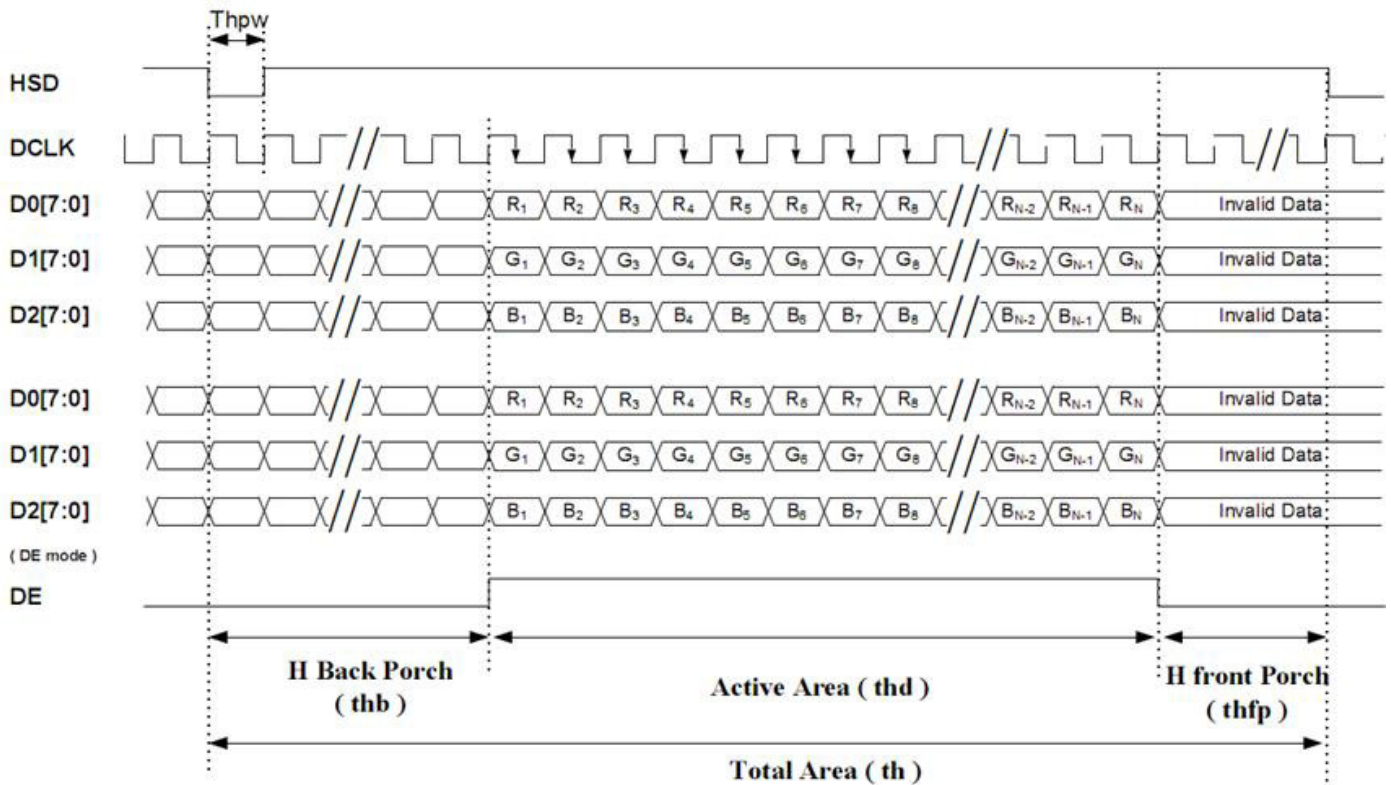 Thpw
HSD
DCLK
D0[7:0] R1 R2 R3 R4 R5 R6 R7 R8 RN-2 RN-1 RN Invalid Data
D1[7:0] G1 G2 G3 G4 G5 G6 G7 G8 GN-2 GN-1 GN Invalid Data
D2[7:0] B1 B2 B3 B4 B5 B6 B7 B8 BN-2 BN-1 BN Invalid Data
D0[7:0] R1 R2 R3 R4 R5 R6 R7 R8 RN-2 RN-1 RN Invalid Data
D1[7:0] G1 G2 G3 G4 G5 G6 G7 G8 GN-2 GN-1 GN Invalid Data
D2[7:0] B1 B2 B3 B4 B5 B6 B7 B8 BN-2 BN-1 BN Invalid Data
( DE mode )
DE
H Back Porch
( thb )
Active Area ( thd )
H front Porch
( thfp )
Total Area ( th )